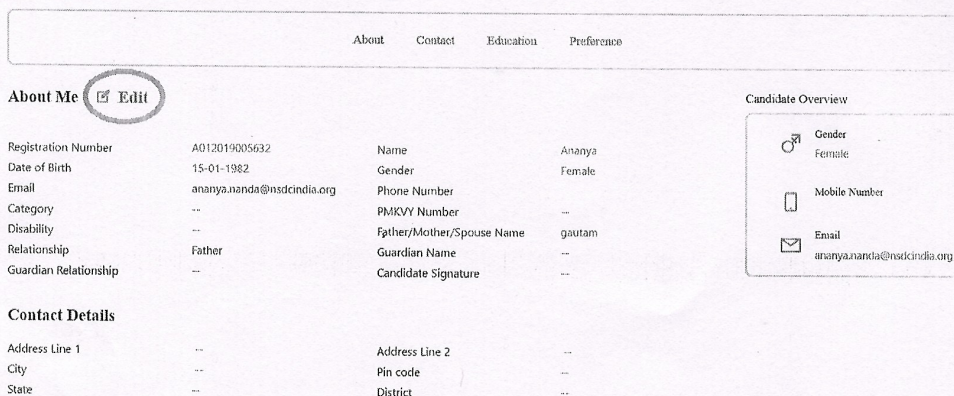 About Contact Education Preference
About Me Edit
Candidate Overview
Registration Number A012019005632 Name Ananya
Date of Birth 15-01-1982 Gender Female
Email ananya.nanda@nsdcindia.org Phone Number
Category -- PMKVY Number --
Disability -- Father/Mother/Spouse Name gautam
Relationship Father Guardian Name --
Guardian Relationship -- Candidate Signature --
Gender
Female
Mobile Number
Email
ananya.nanda@nsdcindia.org
Contact Details
Address Line 1 -- Address Line 2 --
City -- Pin code --
State -- District --